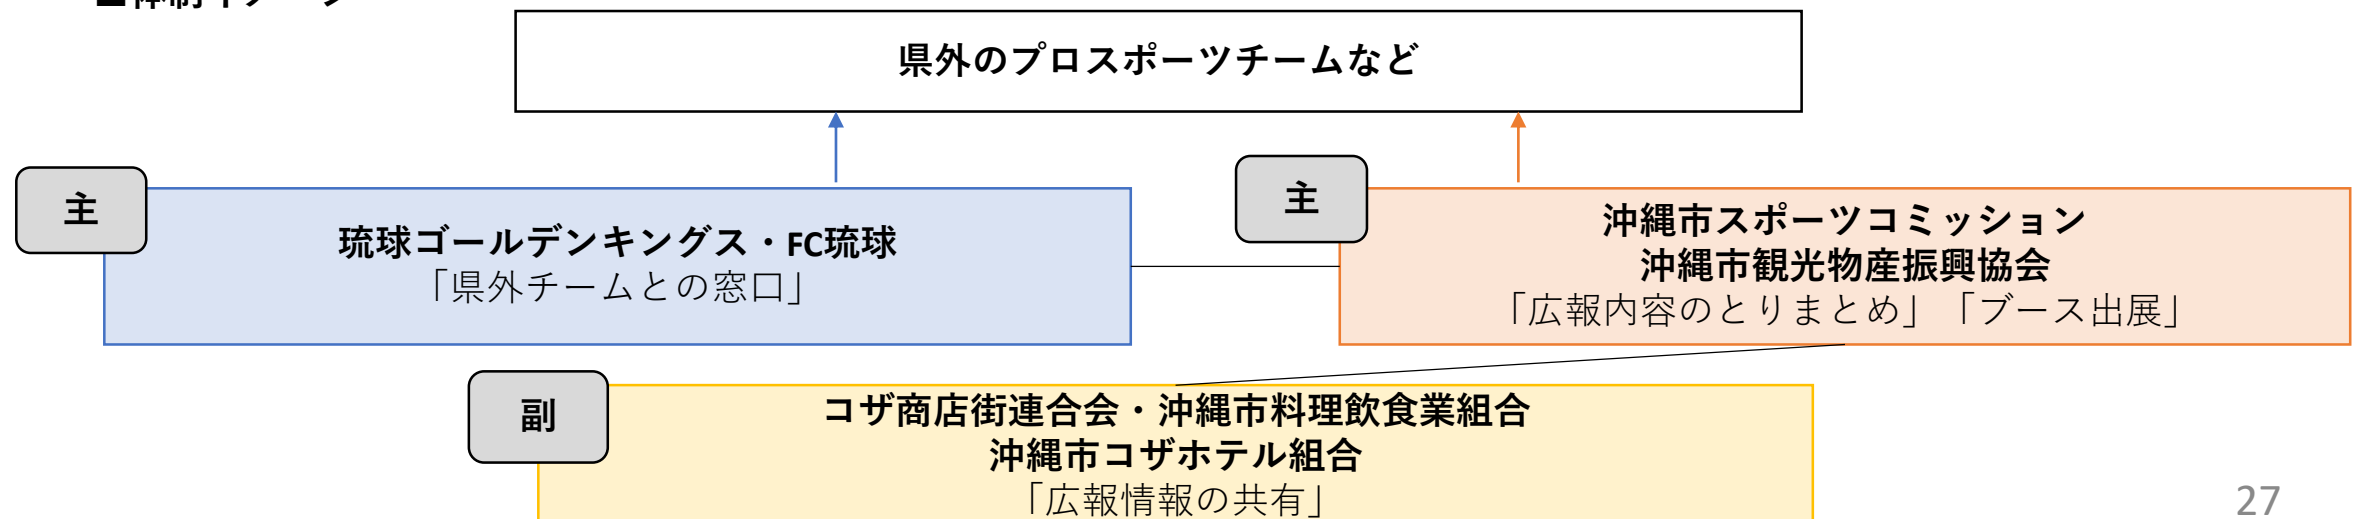 ■体制イメージ
県外のプロスポーツチームなど
主
琉球ゴールデンキングス・FC琉球
「県外チームとの窓口」
主
沖縄市スポーツコミッション
沖縄市観光物産振興協会
「広報内容のとりまとめ」「ブース出展」
副
コザ商店街連合会・沖縄市料理飲食業組合
沖縄市コザホテル組合
「広報情報の共有」
27